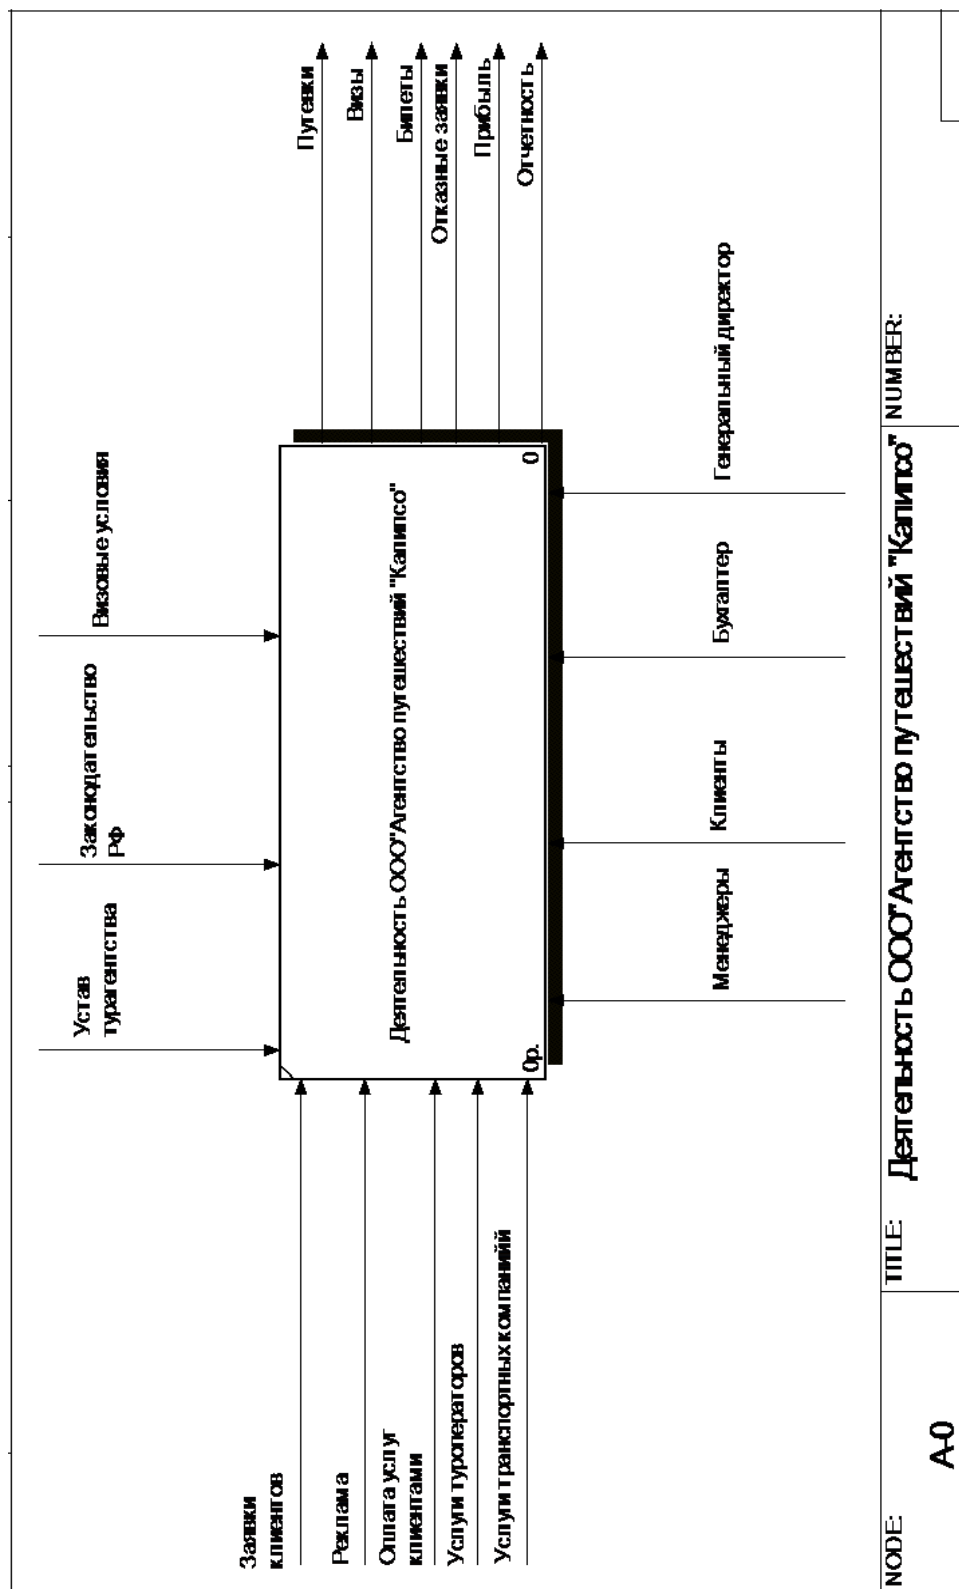 Устав
турагентства
Законодательство
РФ
Визовые условия
Заявки
клиентов
Реклама
Оплата услуг
клиентами
Услуги туроператоров
Услуги транспортных компаниий
Деятельность ООО"Агентство путешествий "Калипсо"
0р.
0
Путевки
Визы
Билеты
Отказные заявки
Прибыль
Отчетность
Менеджеры
Клиенты
Бухгалтер
Генеральный директор
NODE:
A-0
TITLE:
Деятельность ООО"Агентство путешествий "Калипсо"
NUMBER: